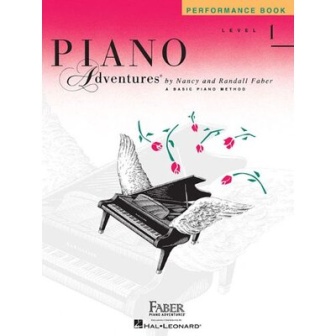 PERFORMANCE BOOK
LEVEL 1
PIANO
Adventures®
by Nancy and Randall Faber
A BASIC PIANO METHOD
FABER
PIANO ADVENTURES®
HAL•LEONARD®